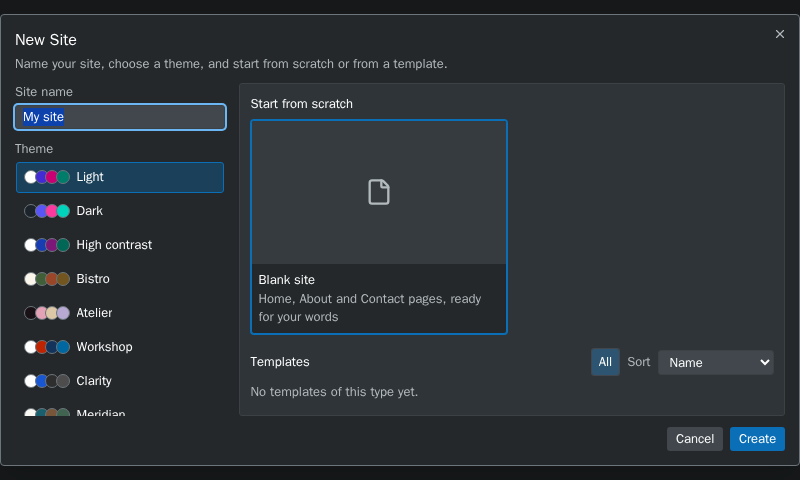 New Site
Name your site, choose a theme, and start from scratch or from a template.
Site name
My site
Theme
Light
Dark
High contrast
Bistro
Atelier
Workshop
Clarity
Meridian
Start from scratch
Blank site
Home, About and Contact pages, ready
for your words
Templates
All
Sort
Name
No templates of this type yet.
Cancel
Create